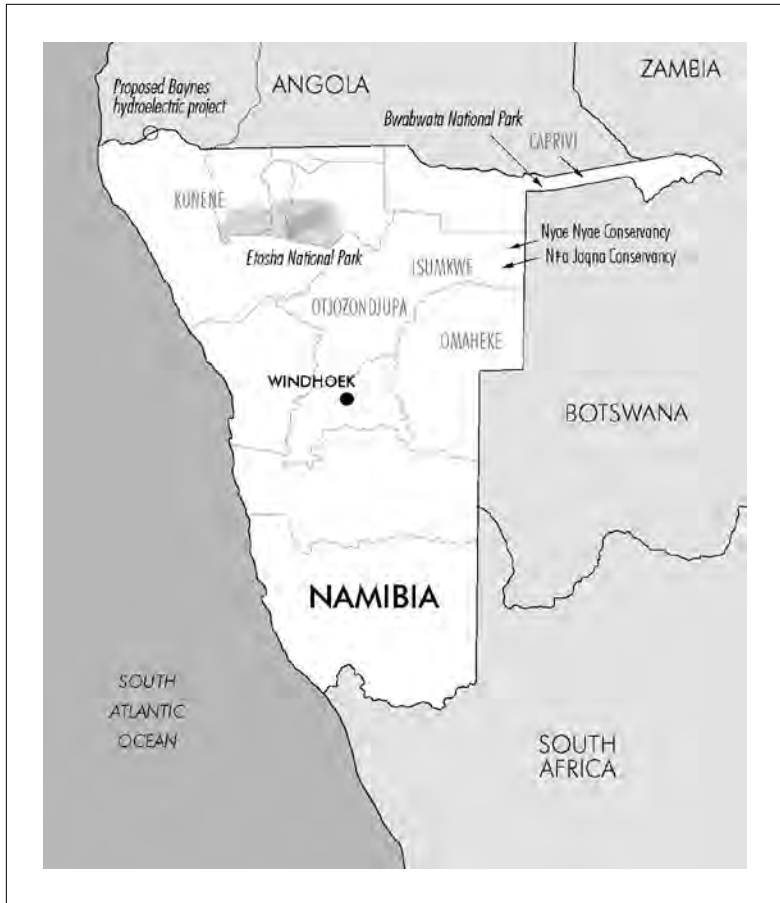 Proposed Baynes
hydroelectric project
ANGOLA
ZAMBIA
Bwabwata National Park
CAPRIVI
KUNENE
Nyae Nyae Conservancy
Etosha National Park
TSUMKWE
N‡a Jaqna Conservancy
OTJOZONDJUPA
OMAHEKE
WINDHOEK
BOTSWANA
NAMIBIA
SOUTH
ATLANTIC
OCEAN
SOUTH
AFRICA